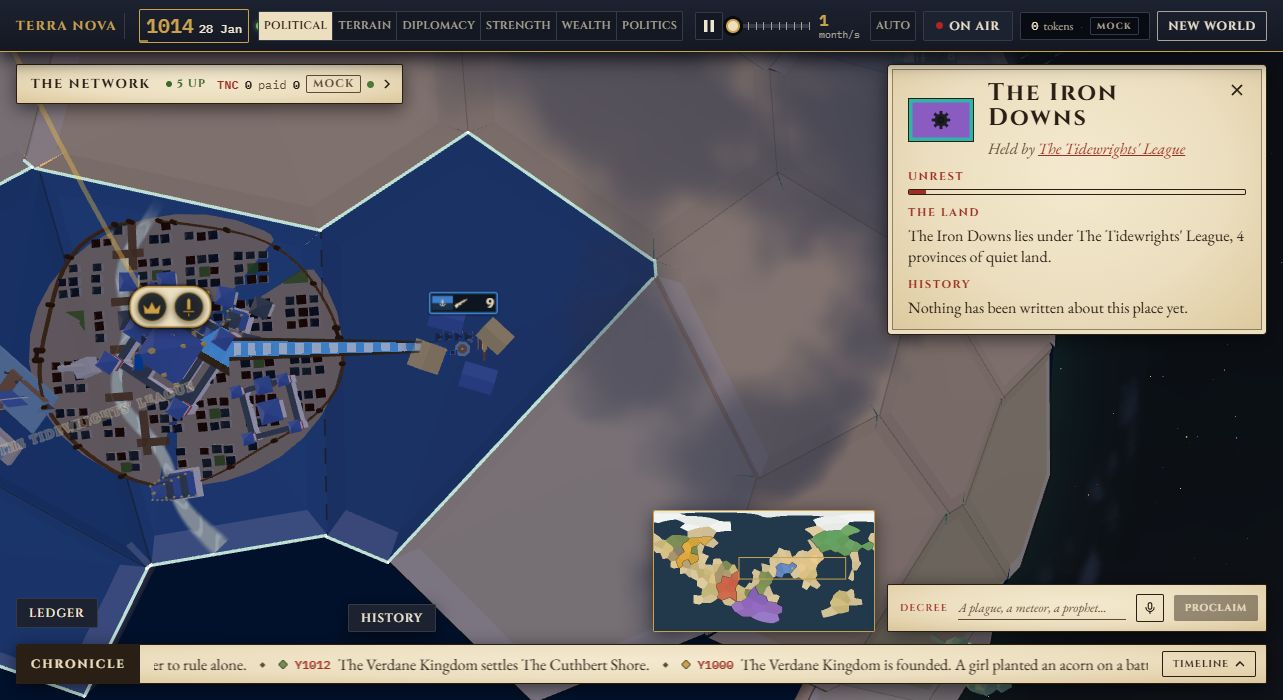 TERRA NOVA
1014 28 Jan
POLITICAL TERRAIN DIPLOMACY STRENGTH WEALTH POLITICS
1 month/s
AUTO
ON AIR
0 tokens · MOCK
NEW WORLD
THE NETWORK
5 UP TNC 0 paid 0 MOCK
THE IRON DOWNS
Held by The Tidewrights' League
UNREST
THE LAND
The Iron Downs lies under The Tidewrights' League, 4
provinces of quiet land.
HISTORY
Nothing has been written about this place yet.
9
THE TIDEWRIGHTS' LEAGUE
DECREE A plague, a meteor, a prophet... PROCLAIM
LEDGER
HISTORY
CHRONICLE
er to rule alone. Y1012 The Verdane Kingdom settles The Cuthbert Shore. Y1000 The Verdane Kingdom is founded. A girl planted an acorn on a batt
TIMELINE